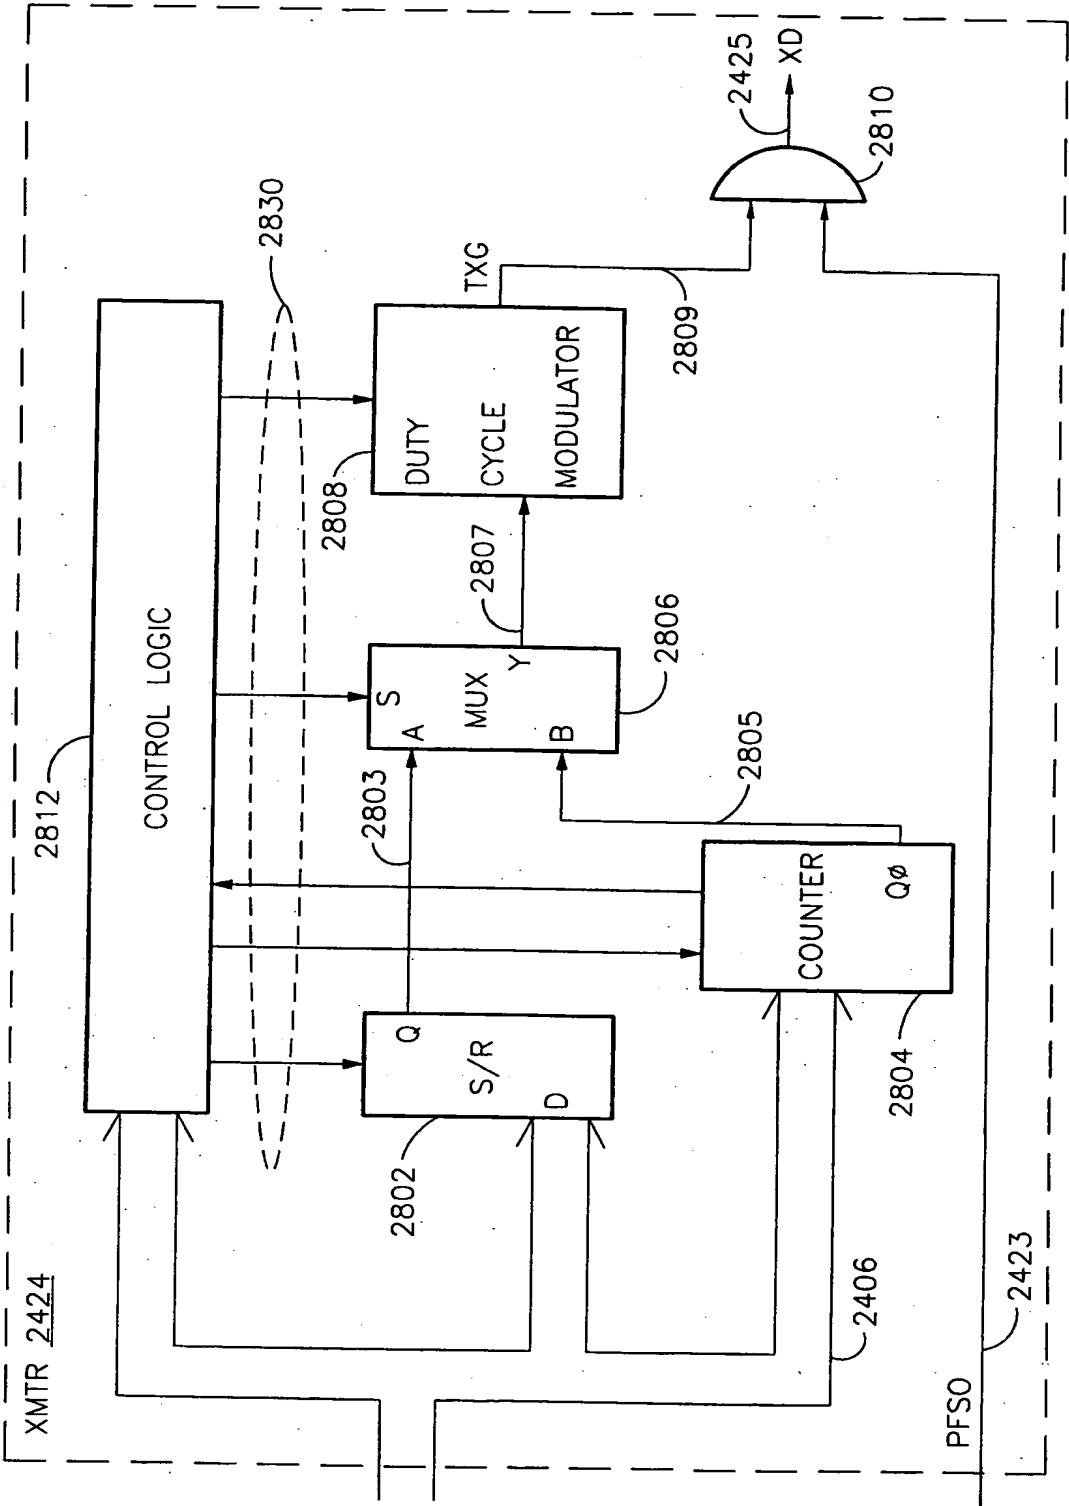 XMTR 2424
2812
CONTROL LOGIC
2830
2802
S/R
Q
D
2803
S
A
MUX
Y
B
2806
2807
2808
DUTY
CYCLE
MODULATOR
TXG
2809
2425
XD
2810
2804
COUNTER
QØ
2805
2406
PFSO
2423